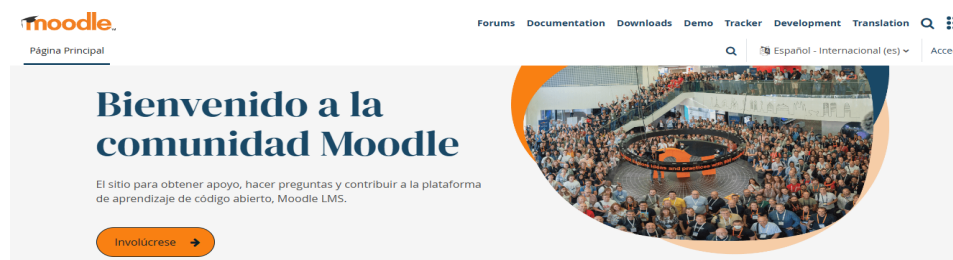 moodle
Forums Documentation Downloads Demo Tracker Development Translation
Página Principal
Español - Internacional (es)
Bienvenido a la
comunidad Moodle
El sitio para obtener apoyo, hacer preguntas y contribuir a la plataforma
de aprendizaje de código abierto, Moodle LMS.
Involúcrese